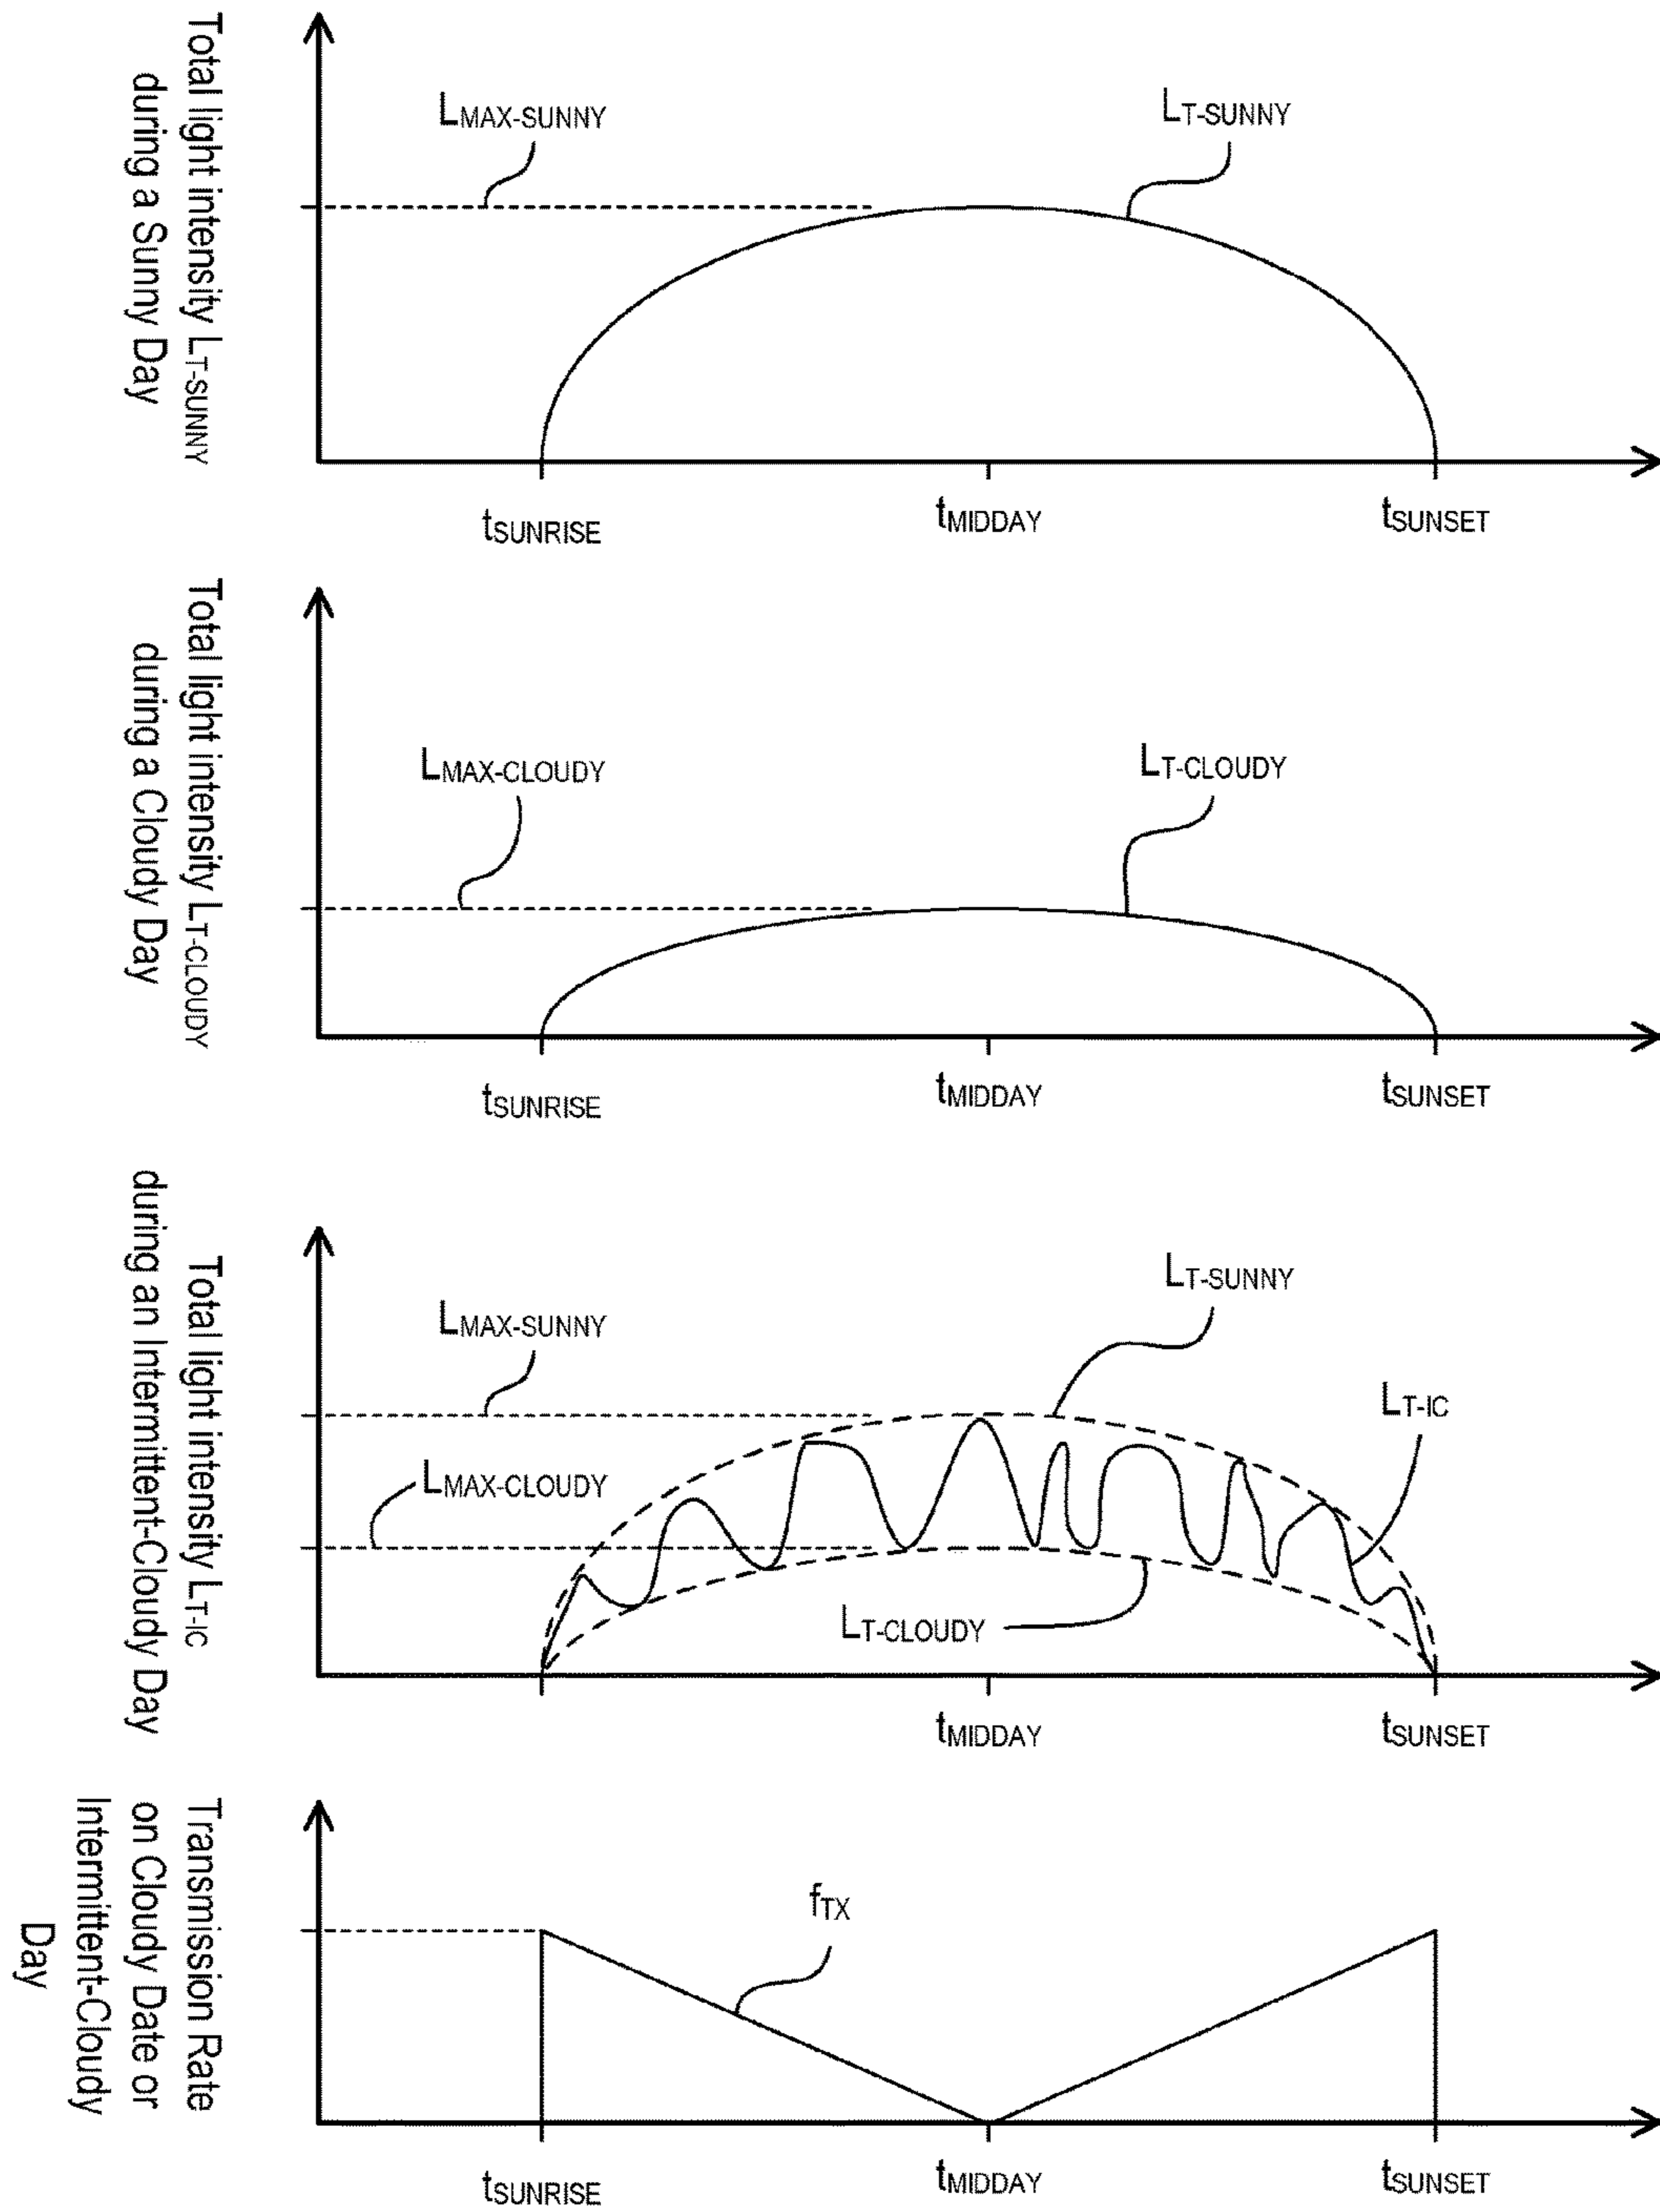 Total light intensity LT-SUNNY
during a Sunny Day
LMAX-SUNNY
LT-SUNNY
tSUNRISE
tMIDDAY
tSUNSET
Total light intensity LT-CLOUDY
during a Cloudy Day
LMAX-CLOUDY
LT-CLOUDY
tSUNRISE
tMIDDAY
tSUNSET
Total light intensity LT-IC
during an Intermittent-Cloudy Day
LMAX-SUNNY
LT-SUNNY
LT-IC
LMAX-CLOUDY
LT-CLOUDY
tMIDDAY
tSUNSET
Transmission Rate
on Cloudy Date or
Intermittent-Cloudy
Day
fTX
tSUNRISE
tMIDDAY
tSUNSET